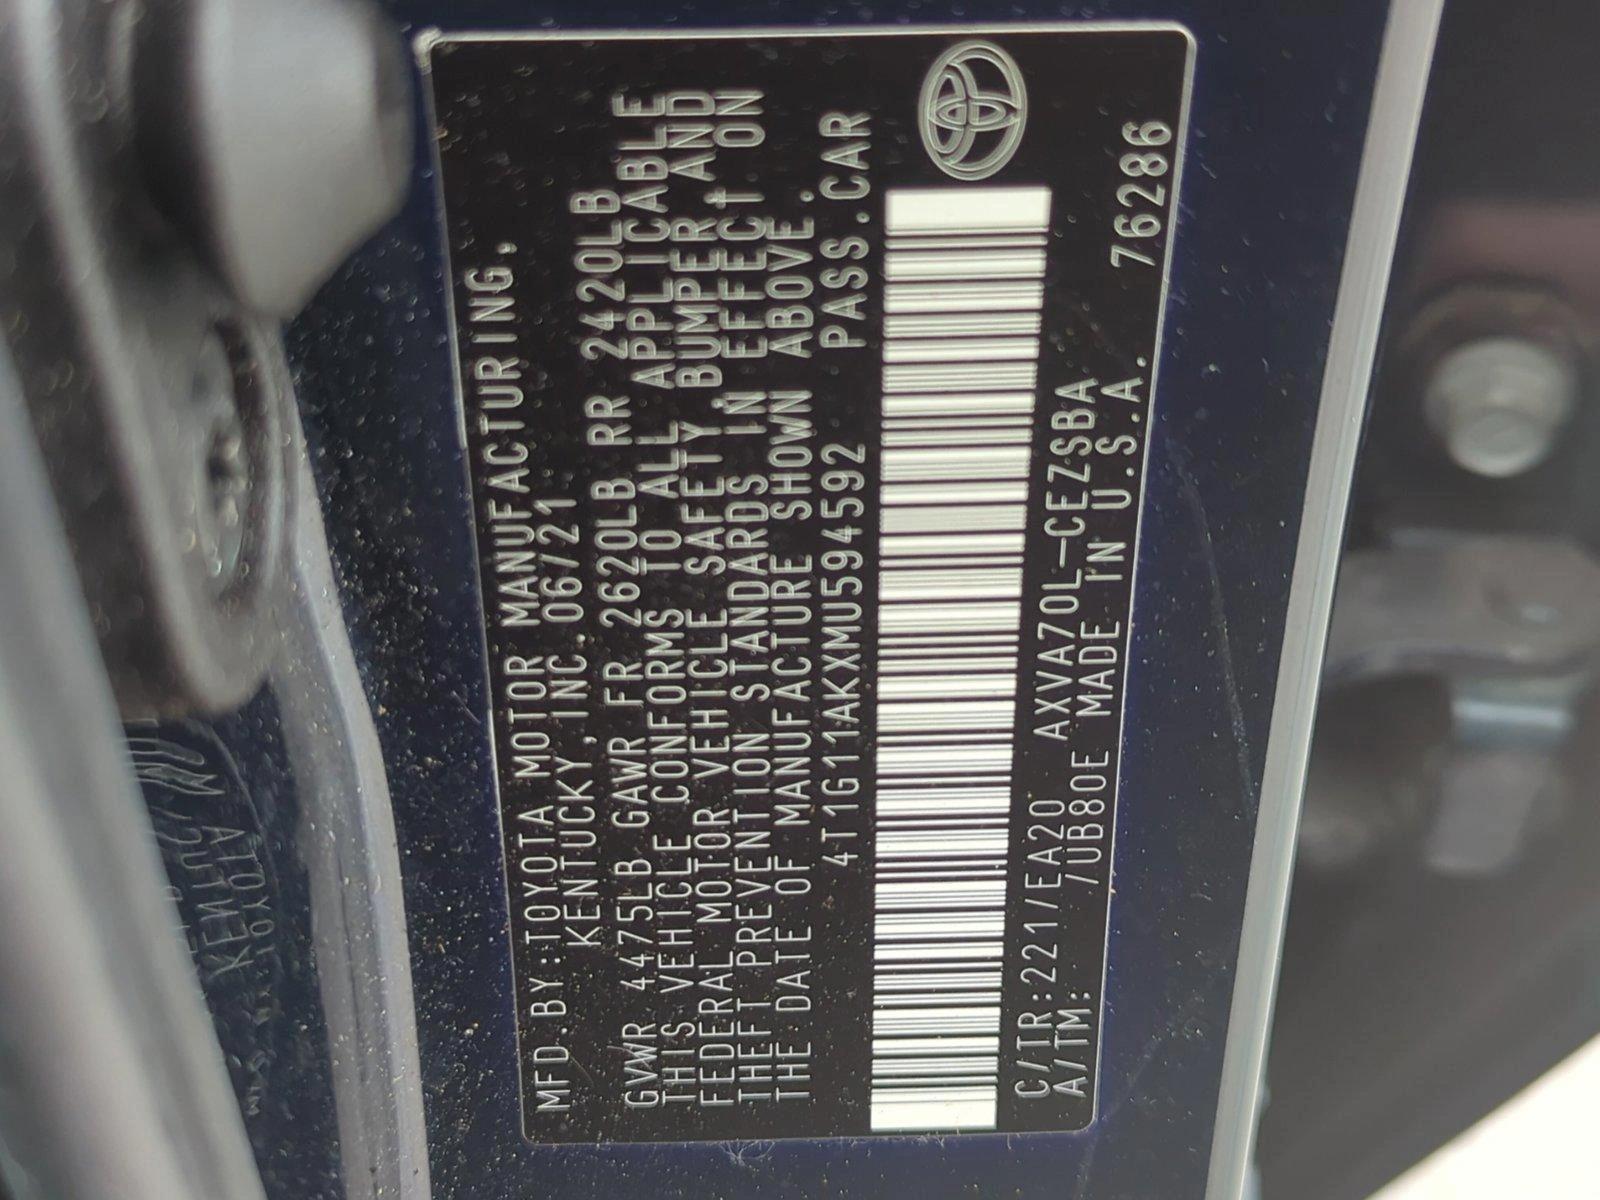 MFD.BY:TOYOTA MOTOR MANUFACTURING,
KENTUCKY,INC.06/21
GVWR 4475LB GAWR FR 2620LB RR 2420LB
THIS VEHICLE CONFORMS TO ALL APPLICABLE
FEDERAL MOTOR VEHICLE SAFETY, BUMPER, AND
THEFT PREVENTION STANDARDS IN EFFECT ON
THE DATE OF MANUFACTURE SHOWN ABOVE.
4T1G11AKXMU594592 PASS.CAR
C/TR:221/EA20 AXVA70L-CEZSBA 76286
A/TM: /UB80E MADE IN U.S.A.